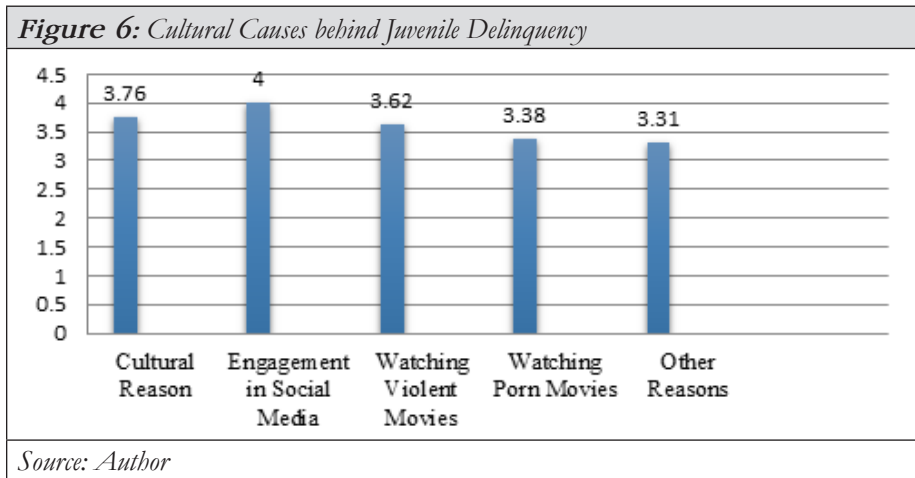 Figure 6: Cultural Causes behind Juvenile Delinquency
4.5
4
3.5
3
2.5
2
1.5
1
0.5
0
3.76
4
3.62
3.38
3.31
Cultural
Reason
Engagement
in Social
Media
Watching
Violent
Movies
Watching
Porn Movies
Other
Reasons
Source: Author